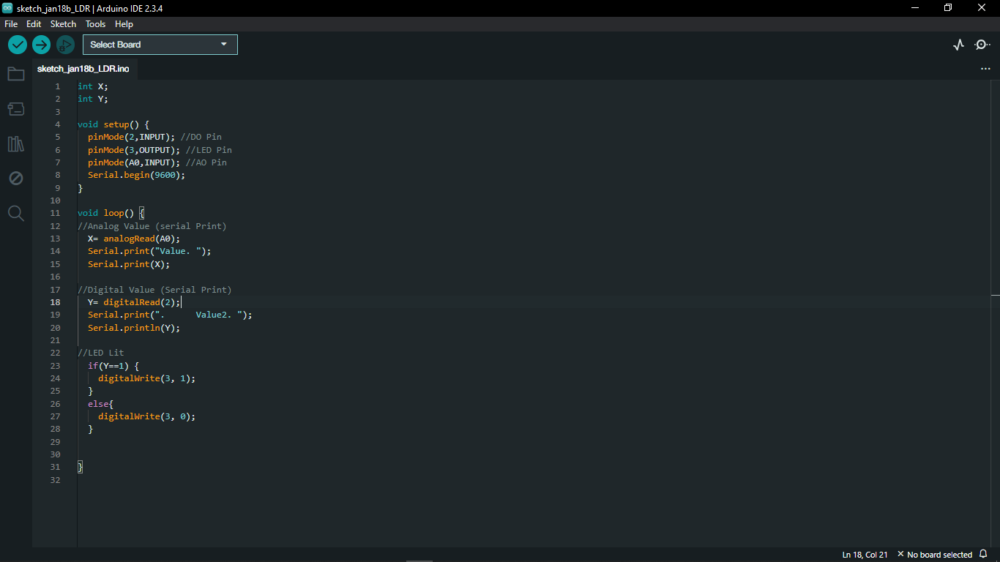 sketch_jan18b_LDR | Arduino IDE 2.3.4
File Edit Sketch Tools Help
Select Board
sketch_jan18b_LDR.ino
1 int X;
2 int Y;
3
4 void setup() {
5   pinMode(2,INPUT); //DO Pin
6   pinMode(3,OUTPUT); //LED Pin
7   pinMode(A0,INPUT); //AO Pin
8   Serial.begin(9600);
9 }
10
11 void loop() {
12 //Analog Value (serial Print)
13   X= analogRead(A0);
14   Serial.print("Value. ");
15   Serial.print(X);
16
17 //Digital Value (Serial Print)
18   Y= digitalRead(2);
19   Serial.print(".      Value2. ");
20   Serial.println(Y);
21
22 //LED Lit
23   if(Y==1) {
24     digitalWrite(3, 1);
25   }
26   else{
27     digitalWrite(3, 0);
28   }
29
30
31 }
32
Ln 18, Col 21 × No board selected